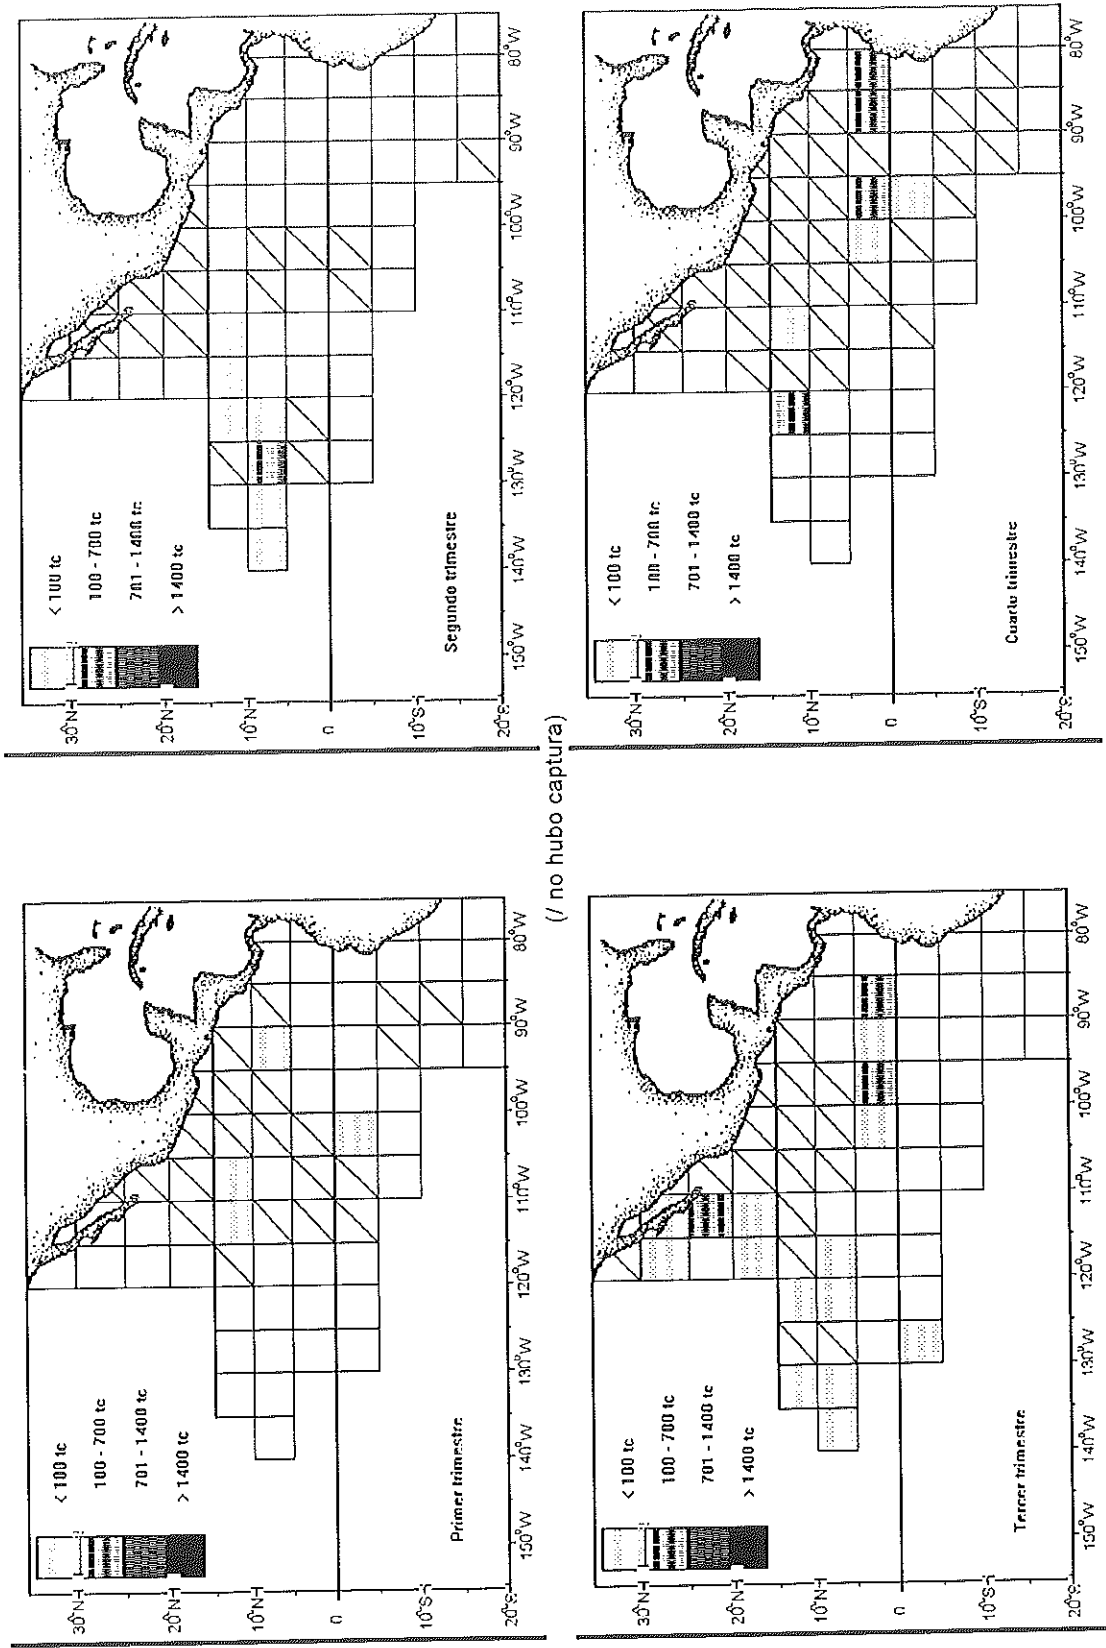 < 100 tc
100 - 700 tc
701 - 1400 tc
> 1400 tc
30°N
20°N
10°N
0
10°S
20°S
Primer trimestre
150°W 140°W 130°W 120°W 110°W 100°W 90°W 80°W
< 100 tc
100 - 700 tc
701 - 1400 tc
> 1400 tc
30°N
20°N
10°N
0
10°S
20°S
Segundo trimestre
150°W 140°W 130°W 120°W 110°W 100°W 90°W 80°W
(/ no hubo captura)
< 100 tc
100 - 700 tc
701 - 1400 tc
> 1400 tc
30°N
20°N
10°N
0
10°S
20°S
Tercer trimestre
150°W 140°W 130°W 120°W 110°W 100°W 90°W 80°W
< 100 tc
100 - 700 tc
701 - 1400 tc
> 1400 tc
30°N
20°N
10°N
0
10°S
20°S
Cuarto trimestre
150°W 140°W 130°W 120°W 110°W 100°W 90°W 80°W